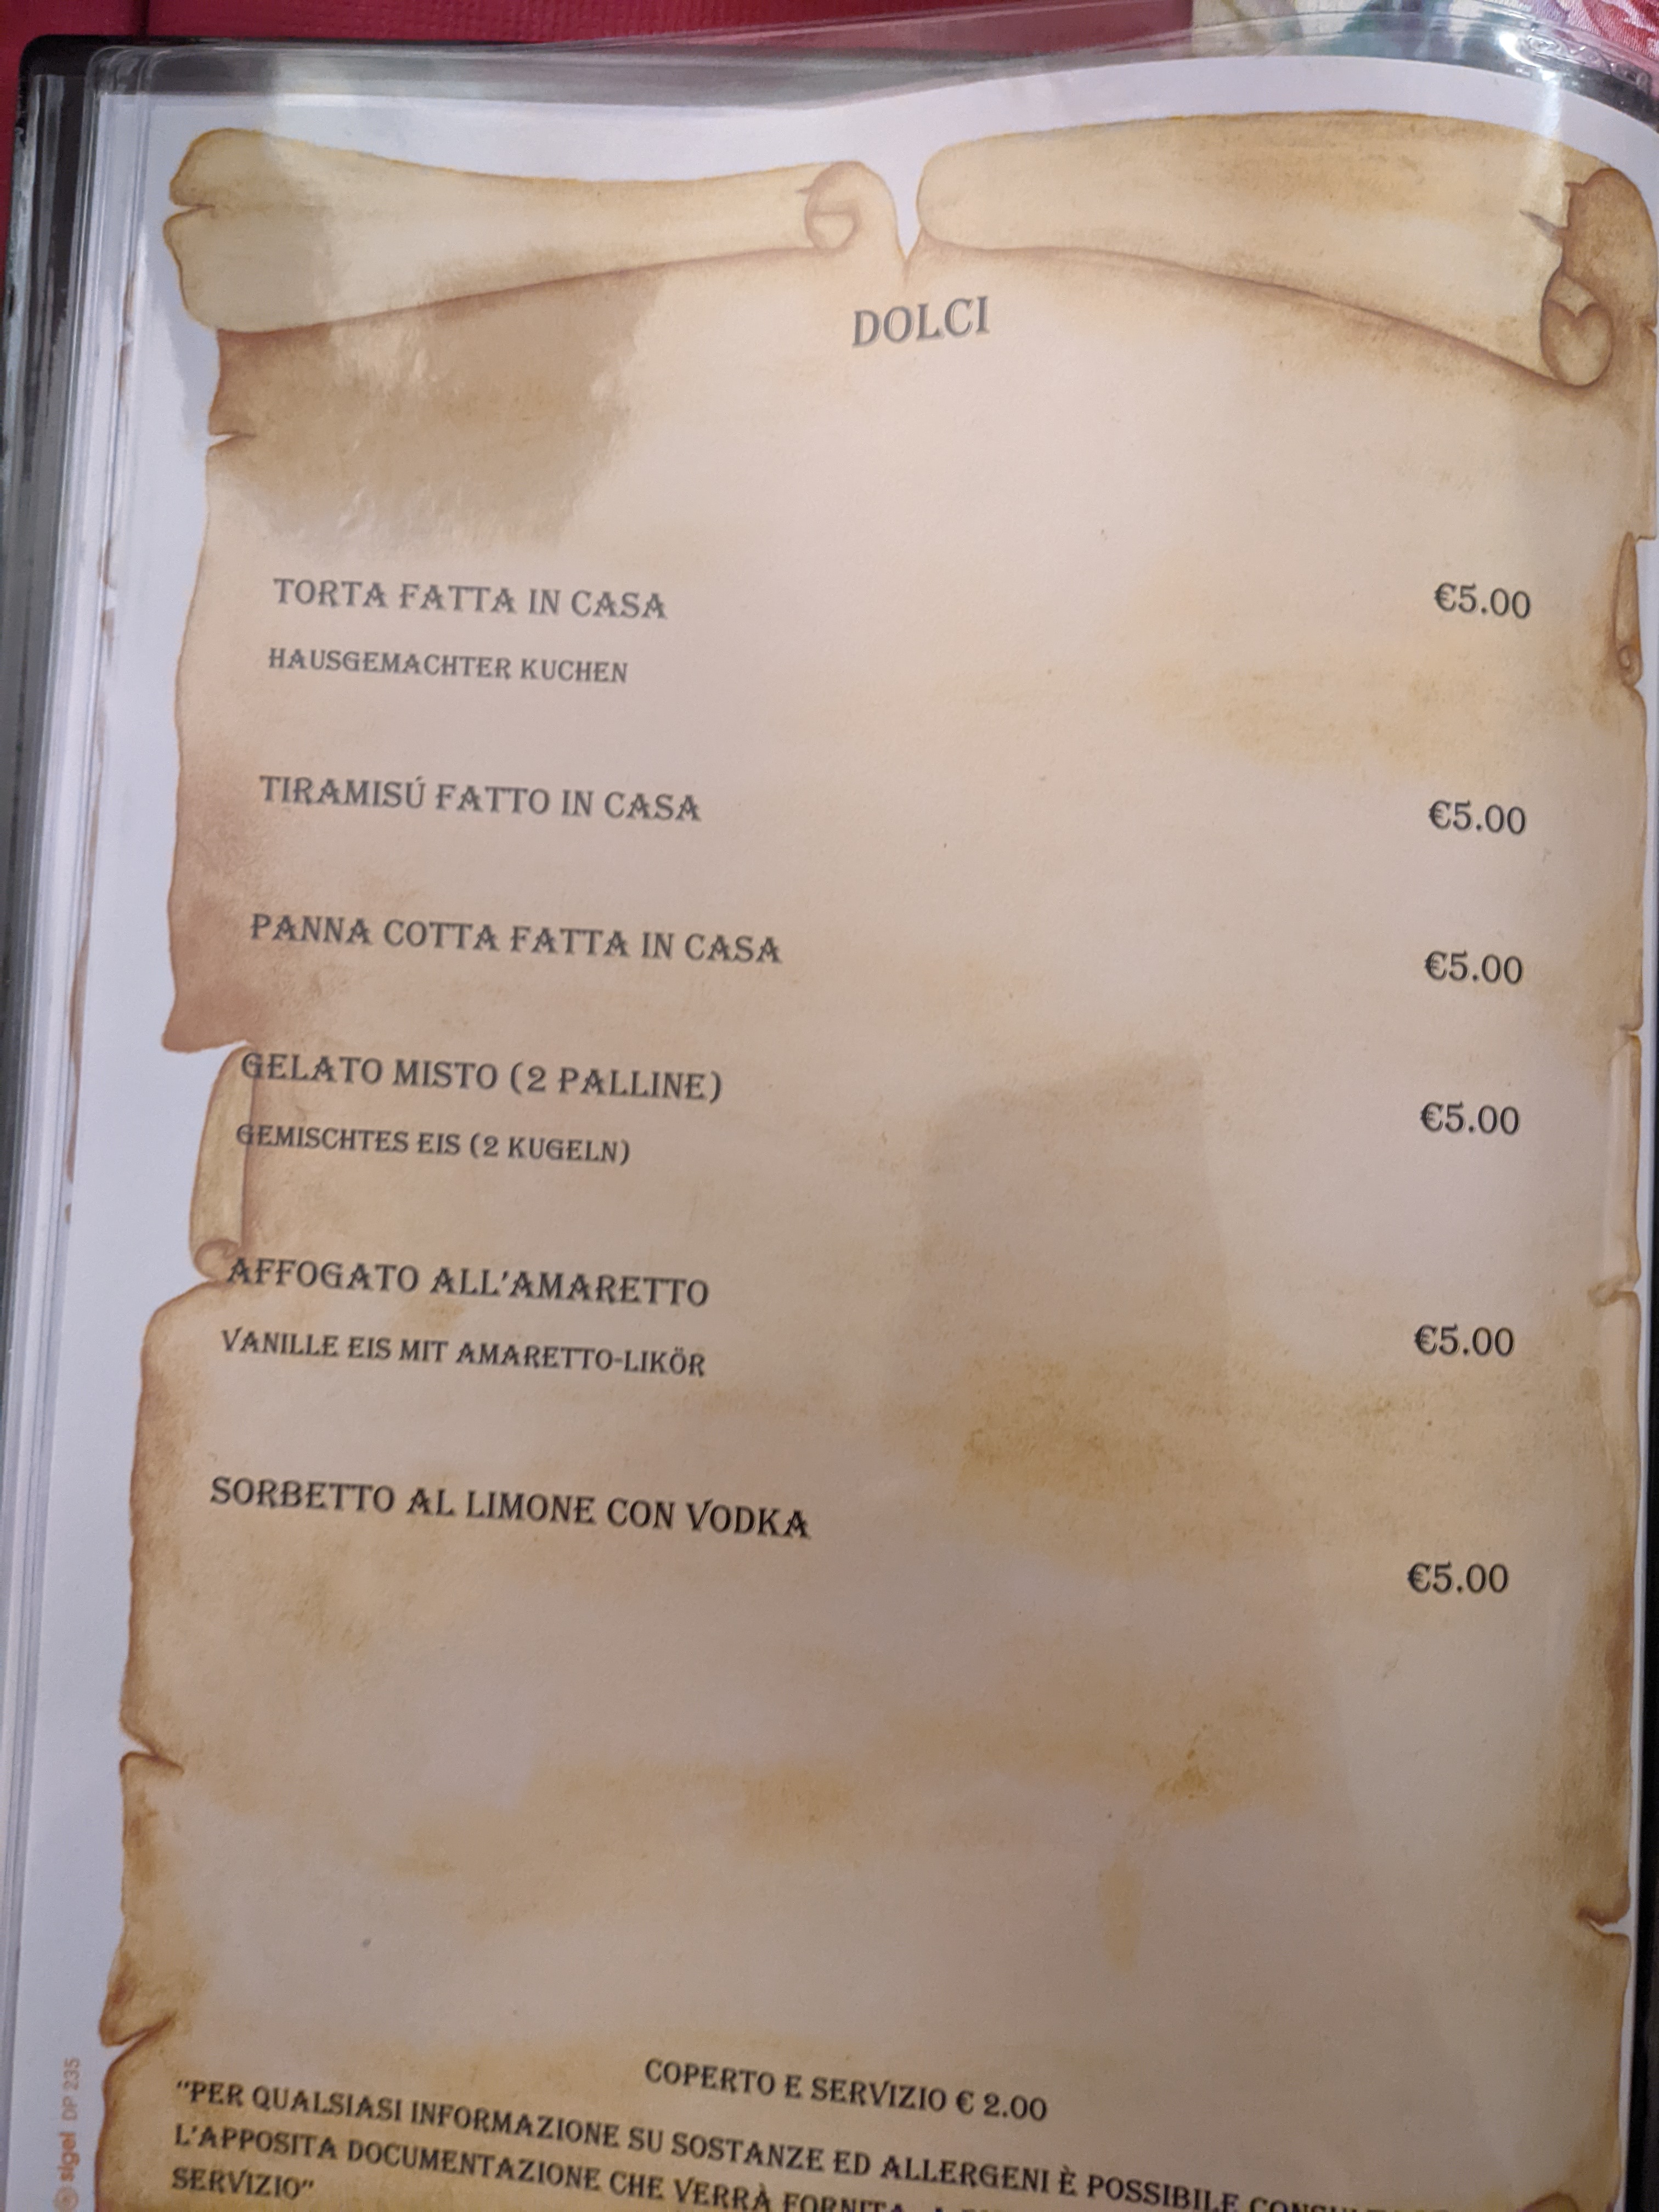 DOLCI
TORTA FATTA IN CASA €5.00
HAUSGEMACHTER KUCHEN
TIRAMISÚ FATTO IN CASA €5.00
PANNA COTTA FATTA IN CASA €5.00
GELATO MISTO (2 PALLINE) €5.00
GEMISCHTES EIS (2 KUGELN)
AFFOGATO ALL'AMARETTO €5.00
VANILLE EIS MIT AMARETTO-LIKÖR
SORBETTO AL LIMONE CON VODKA €5.00
COPERTO E SERVIZIO € 2.00
"PER QUALSIASI INFORMAZIONE SU SOSTANZE ED ALLERGENI È POSSIBILE
L'APPOSITA DOCUMENTAZIONE CHE VERRÀ FORNITA
SERVIZIO"
sigel DP 235